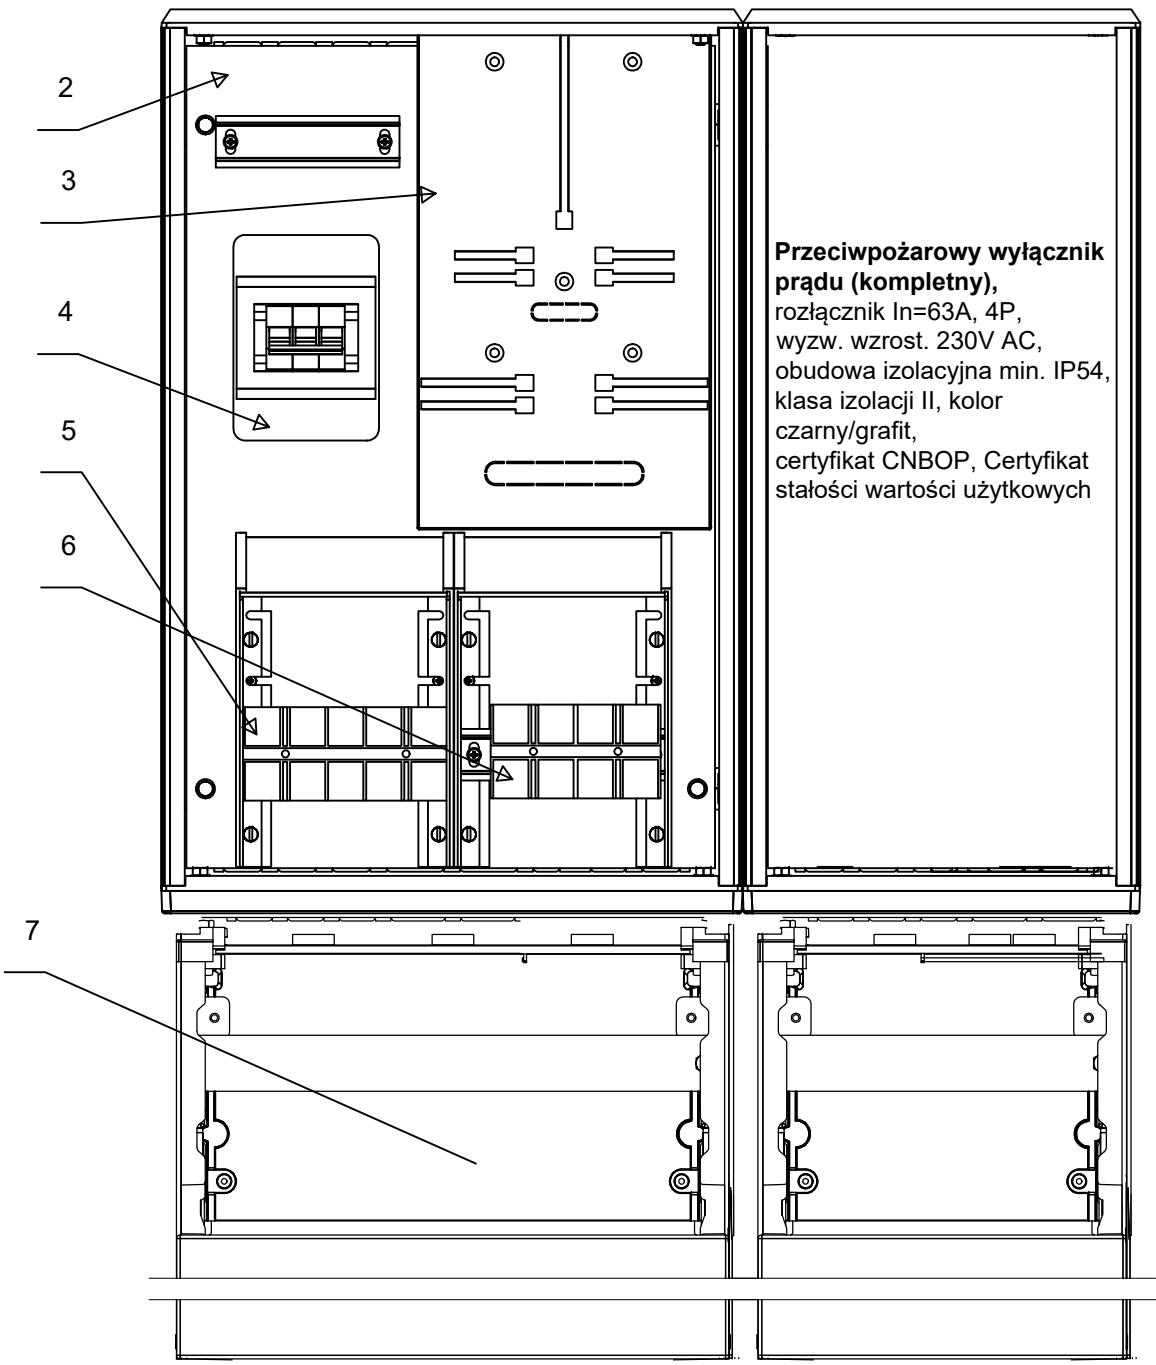 2
3
4
5
6
7
Przeciwpożarowy wyłącznik
prądu (kompletny),
rozłącznik In=63A, 4P,
wyzw. wzrost. 230V AC,
obudowa izolacyjna min. IP54,
klasa izolacji II, kolor
czarny/grafit,
certyfikat CNBOP, Certyfikat
stałości wartości użytkowych